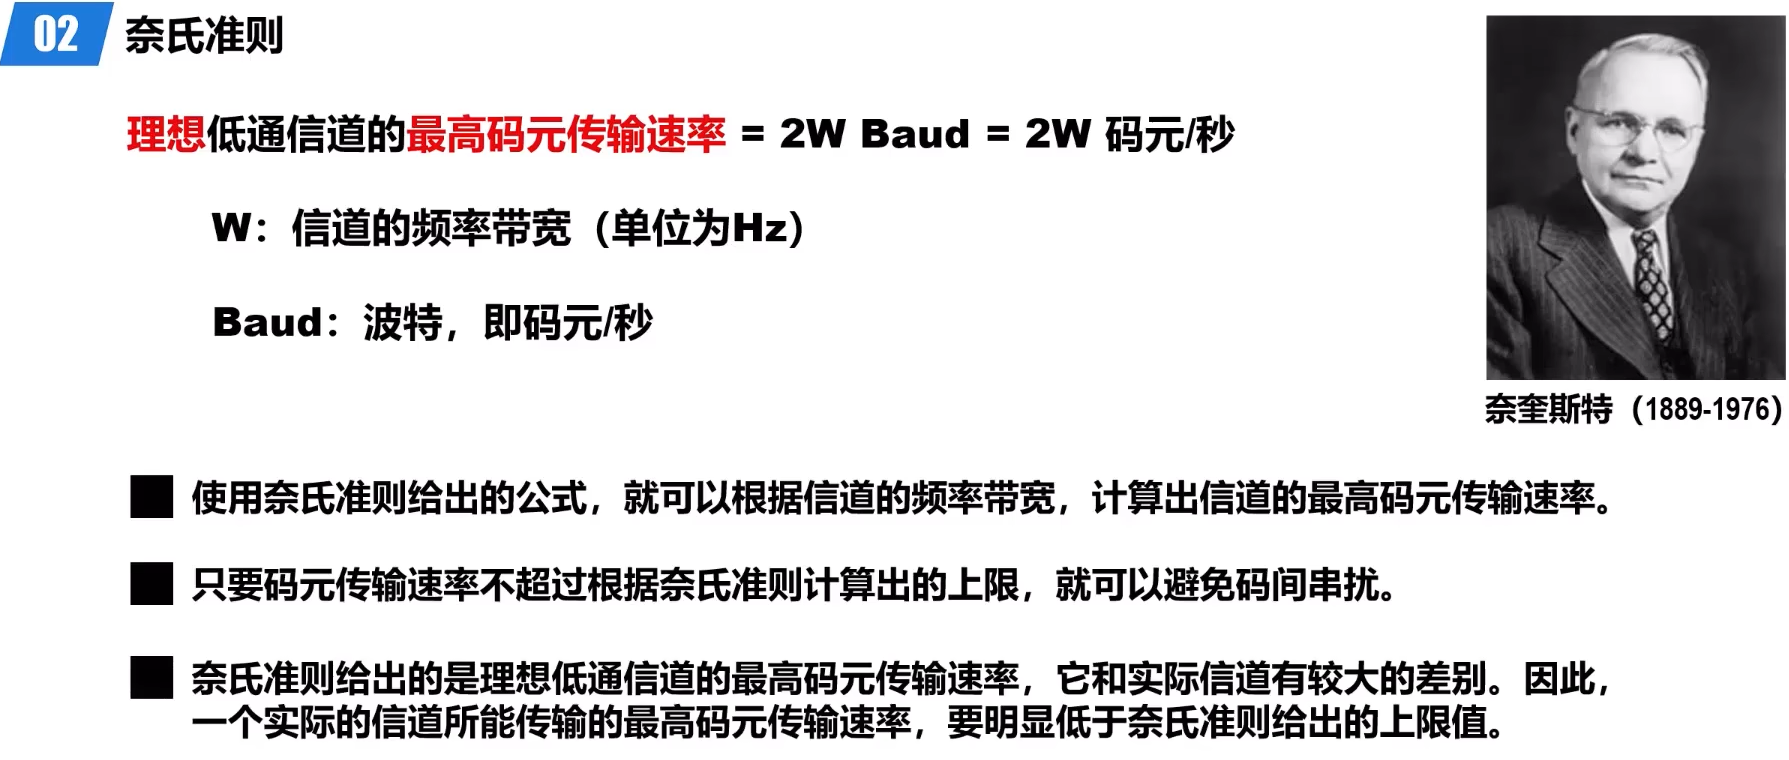 02 奈氏准则
理想低通信道的最高码元传输速率 = 2W Baud = 2W 码元/秒
W：信道的频率带宽（单位为Hz）
Baud：波特，即码元/秒
奈奎斯特（1889-1976）
使用奈氏准则给出的公式，就可以根据信道的频率带宽，计算出信道的最高码元传输速率。
只要码元传输速率不超过根据奈氏准则计算出的上限，就可以避免码间串扰。
奈氏准则给出的是理想低通信道的最高码元传输速率，它和实际信道有较大的差别。因此，
一个实际的信道所能传输的最高码元传输速率，要明显低于奈氏准则给出的上限值。